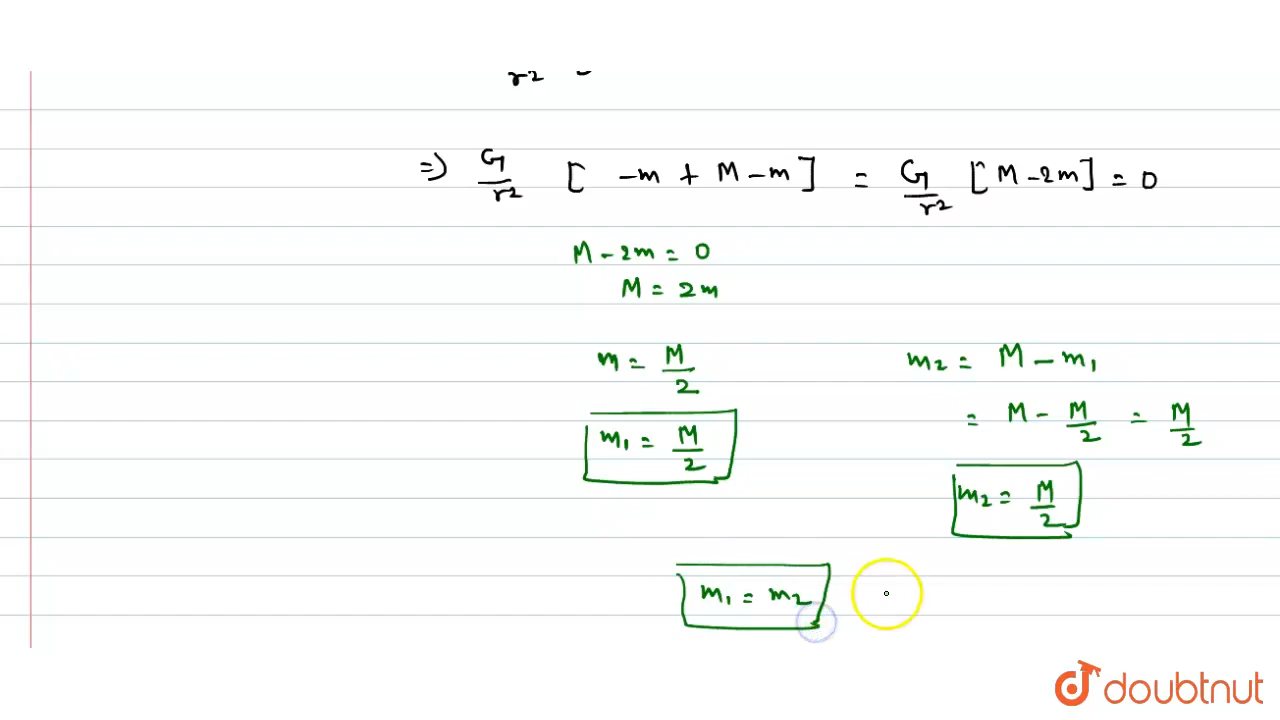 r2
=> G/r2 [ -m + M - m ] = G/r2 [ M - 2m ] = 0
M - 2m = 0
M = 2m
m = M/2
m2 = M - m1
= M - M/2 = M/2
m1 = M/2
m2 = M/2
m1 = m2
doubtnut